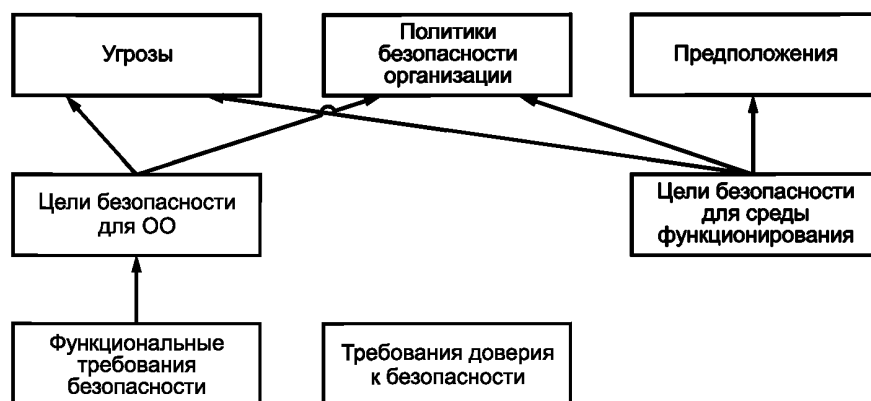 Угрозы
Политики
безопасности
организации
Предположения
Цели безопасности
для ОО
Цели безопасности
для среды
функционирования
Функциональные
требования
безопасности
Требования доверия
к безопасности